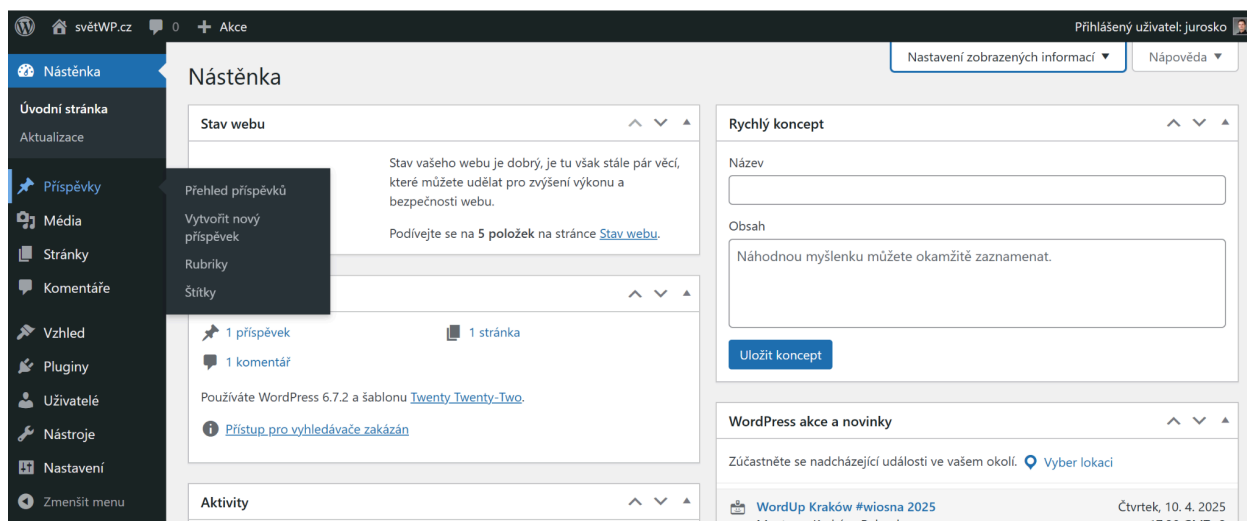 světWP.cz 0 + Akce
Přihlášený uživatel: jurosko
Nástěnka
Úvodní stránka
Aktualizace
Příspěvky
Média
Stránky
Komentáře
Vzhled
Pluginy
Uživatelé
Nástroje
Nastavení
Zmenšit menu
Přehled příspěvků
Vytvořit nový
příspěvek
Rubriky
Štítky
Nastavení zobrazených informací ▼
Nápověda ▼
Nástěnka
Stav webu
Stav vašeho webu je dobrý, je tu však stále pár věcí,
které můžete udělat pro zvýšení výkonu a
bezpečnosti webu.
Podívejte se na 5 položek na stránce Stav webu.
1 příspěvek
1 stránka
1 komentář
Používáte WordPress 6.7.2 a šablonu Twenty Twenty-Two.
Přístup pro vyhledávače zakázán
Aktivity
Rychlý koncept
Název
Obsah
Náhodnou myšlenku můžete okamžitě zaznamenat.
Uložit koncept
WordPress akce a novinky
Zúčastněte se nadcházející události ve vašem okolí. Vyber lokaci
WordUp Kraków #wiosna 2025
Čtvrtek, 10. 4. 2025